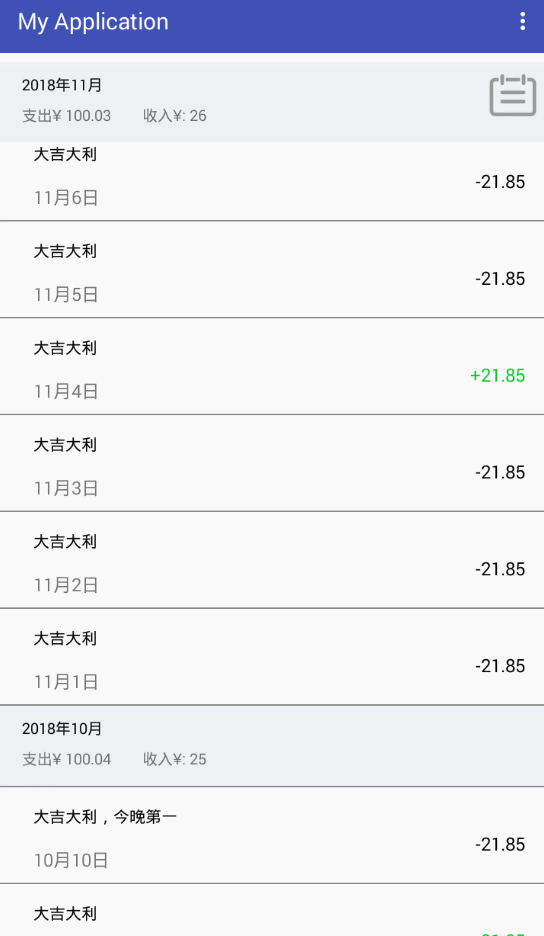 My Application
2018年11月
支出¥ 100.03 收入¥: 26
大吉大利
-21.85
11月6日
大吉大利
-21.85
11月5日
大吉大利
+21.85
11月4日
大吉大利
-21.85
11月3日
大吉大利
-21.85
11月2日
大吉大利
-21.85
11月1日
2018年10月
支出¥ 100.04 收入¥: 25
大吉大利，今晚第一
-21.85
10月10日
大吉大利